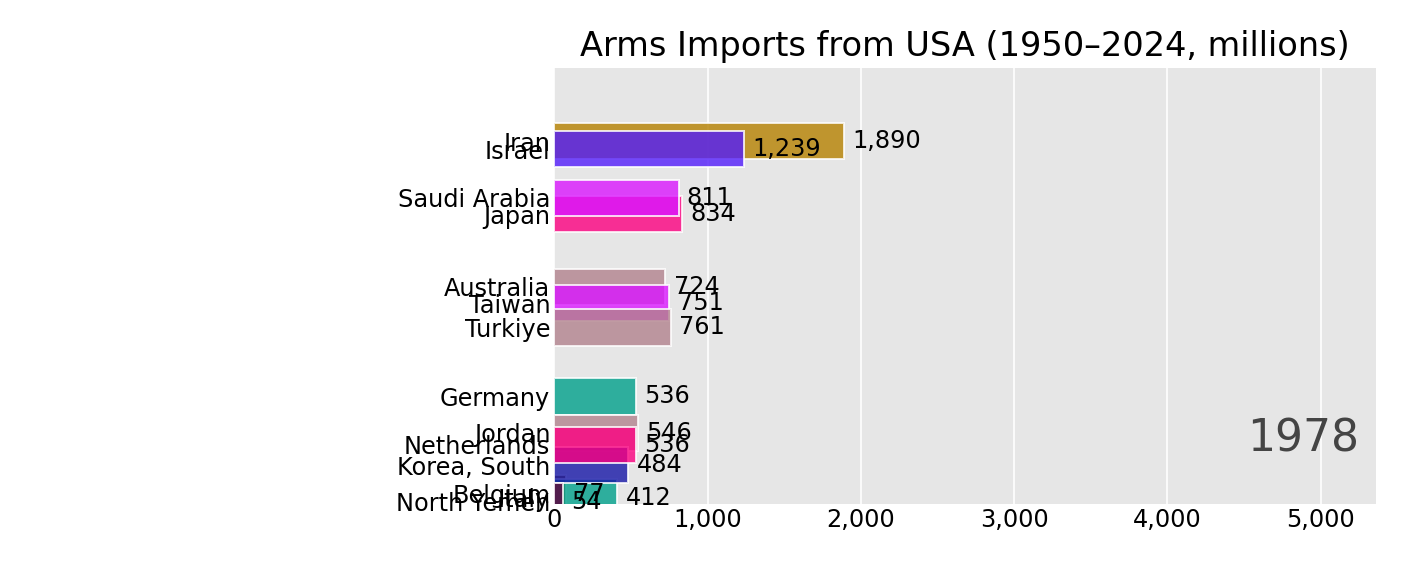 Arms Imports from USA (1950–2024, millions)
Iran 1,890
Israel 1,239
Saudi Arabia 811
Japan 834
Australia 724
Taiwan 751
Turkiye 761
Germany 536
Jordan 546
Netherlands 536
Korea, South 484
Belgium 77
Italy 412
North Yemen 54
1978
0 1,000 2,000 3,000 4,000 5,000